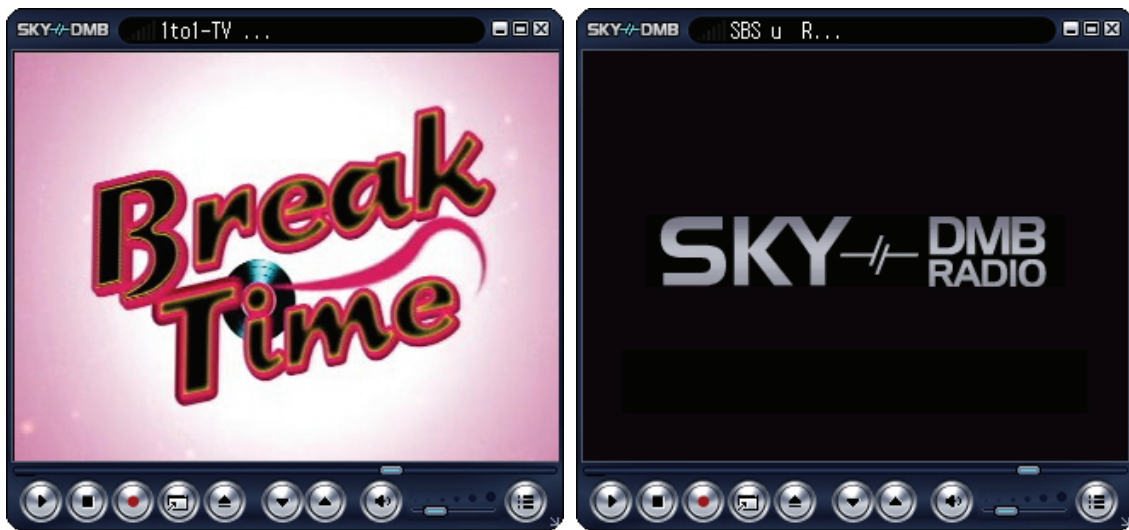 SKY DMB 1to1-TV ...
Break
Time
SKY DMB SBS u R...
SKY DMB
RADIO